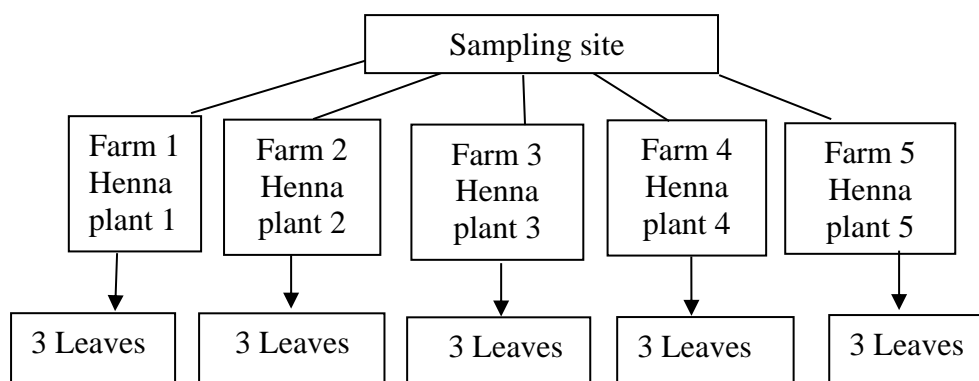 Sampling site
Farm 1
Henna
plant 1
Farm 2
Henna
plant 2
Farm 3
Henna
plant 3
Farm 4
Henna
plant 4
Farm 5
Henna
plant 5
3 Leaves
3 Leaves
3 Leaves
3 Leaves
3 Leaves